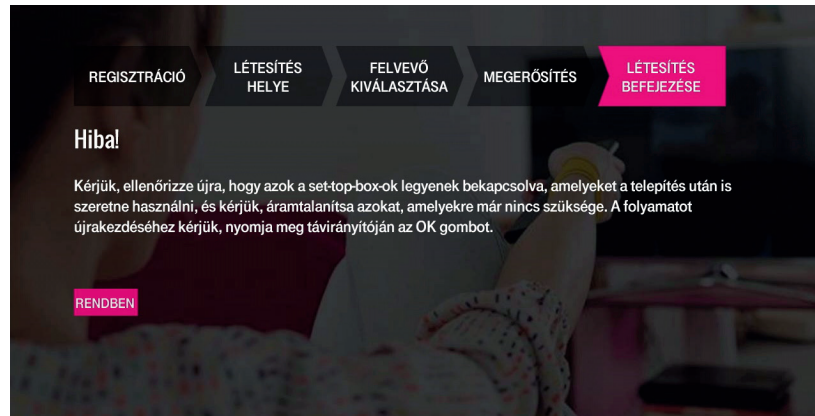 REGISZTRÁCIÓ
LÉTESÍTÉS
HELYE
FELVEVŐ
KIVÁLASZTÁSA
MEGERŐSÍTÉS
LÉTESÍTÉS
BEFEJEZÉSE
Hiba!
Kérjük, ellenőrizze újra, hogy azok a set-top-box-ok legyenek bekapcsolva, amelyeket a telepítés után is
szeretne használni, és kérjük, áramtalanítsa azokat, amelyekre már nincs szüksége. A folyamatot
újrakezdéséhez kérjük, nyomja meg távirányítóján az OK gombot.
RENDBEN